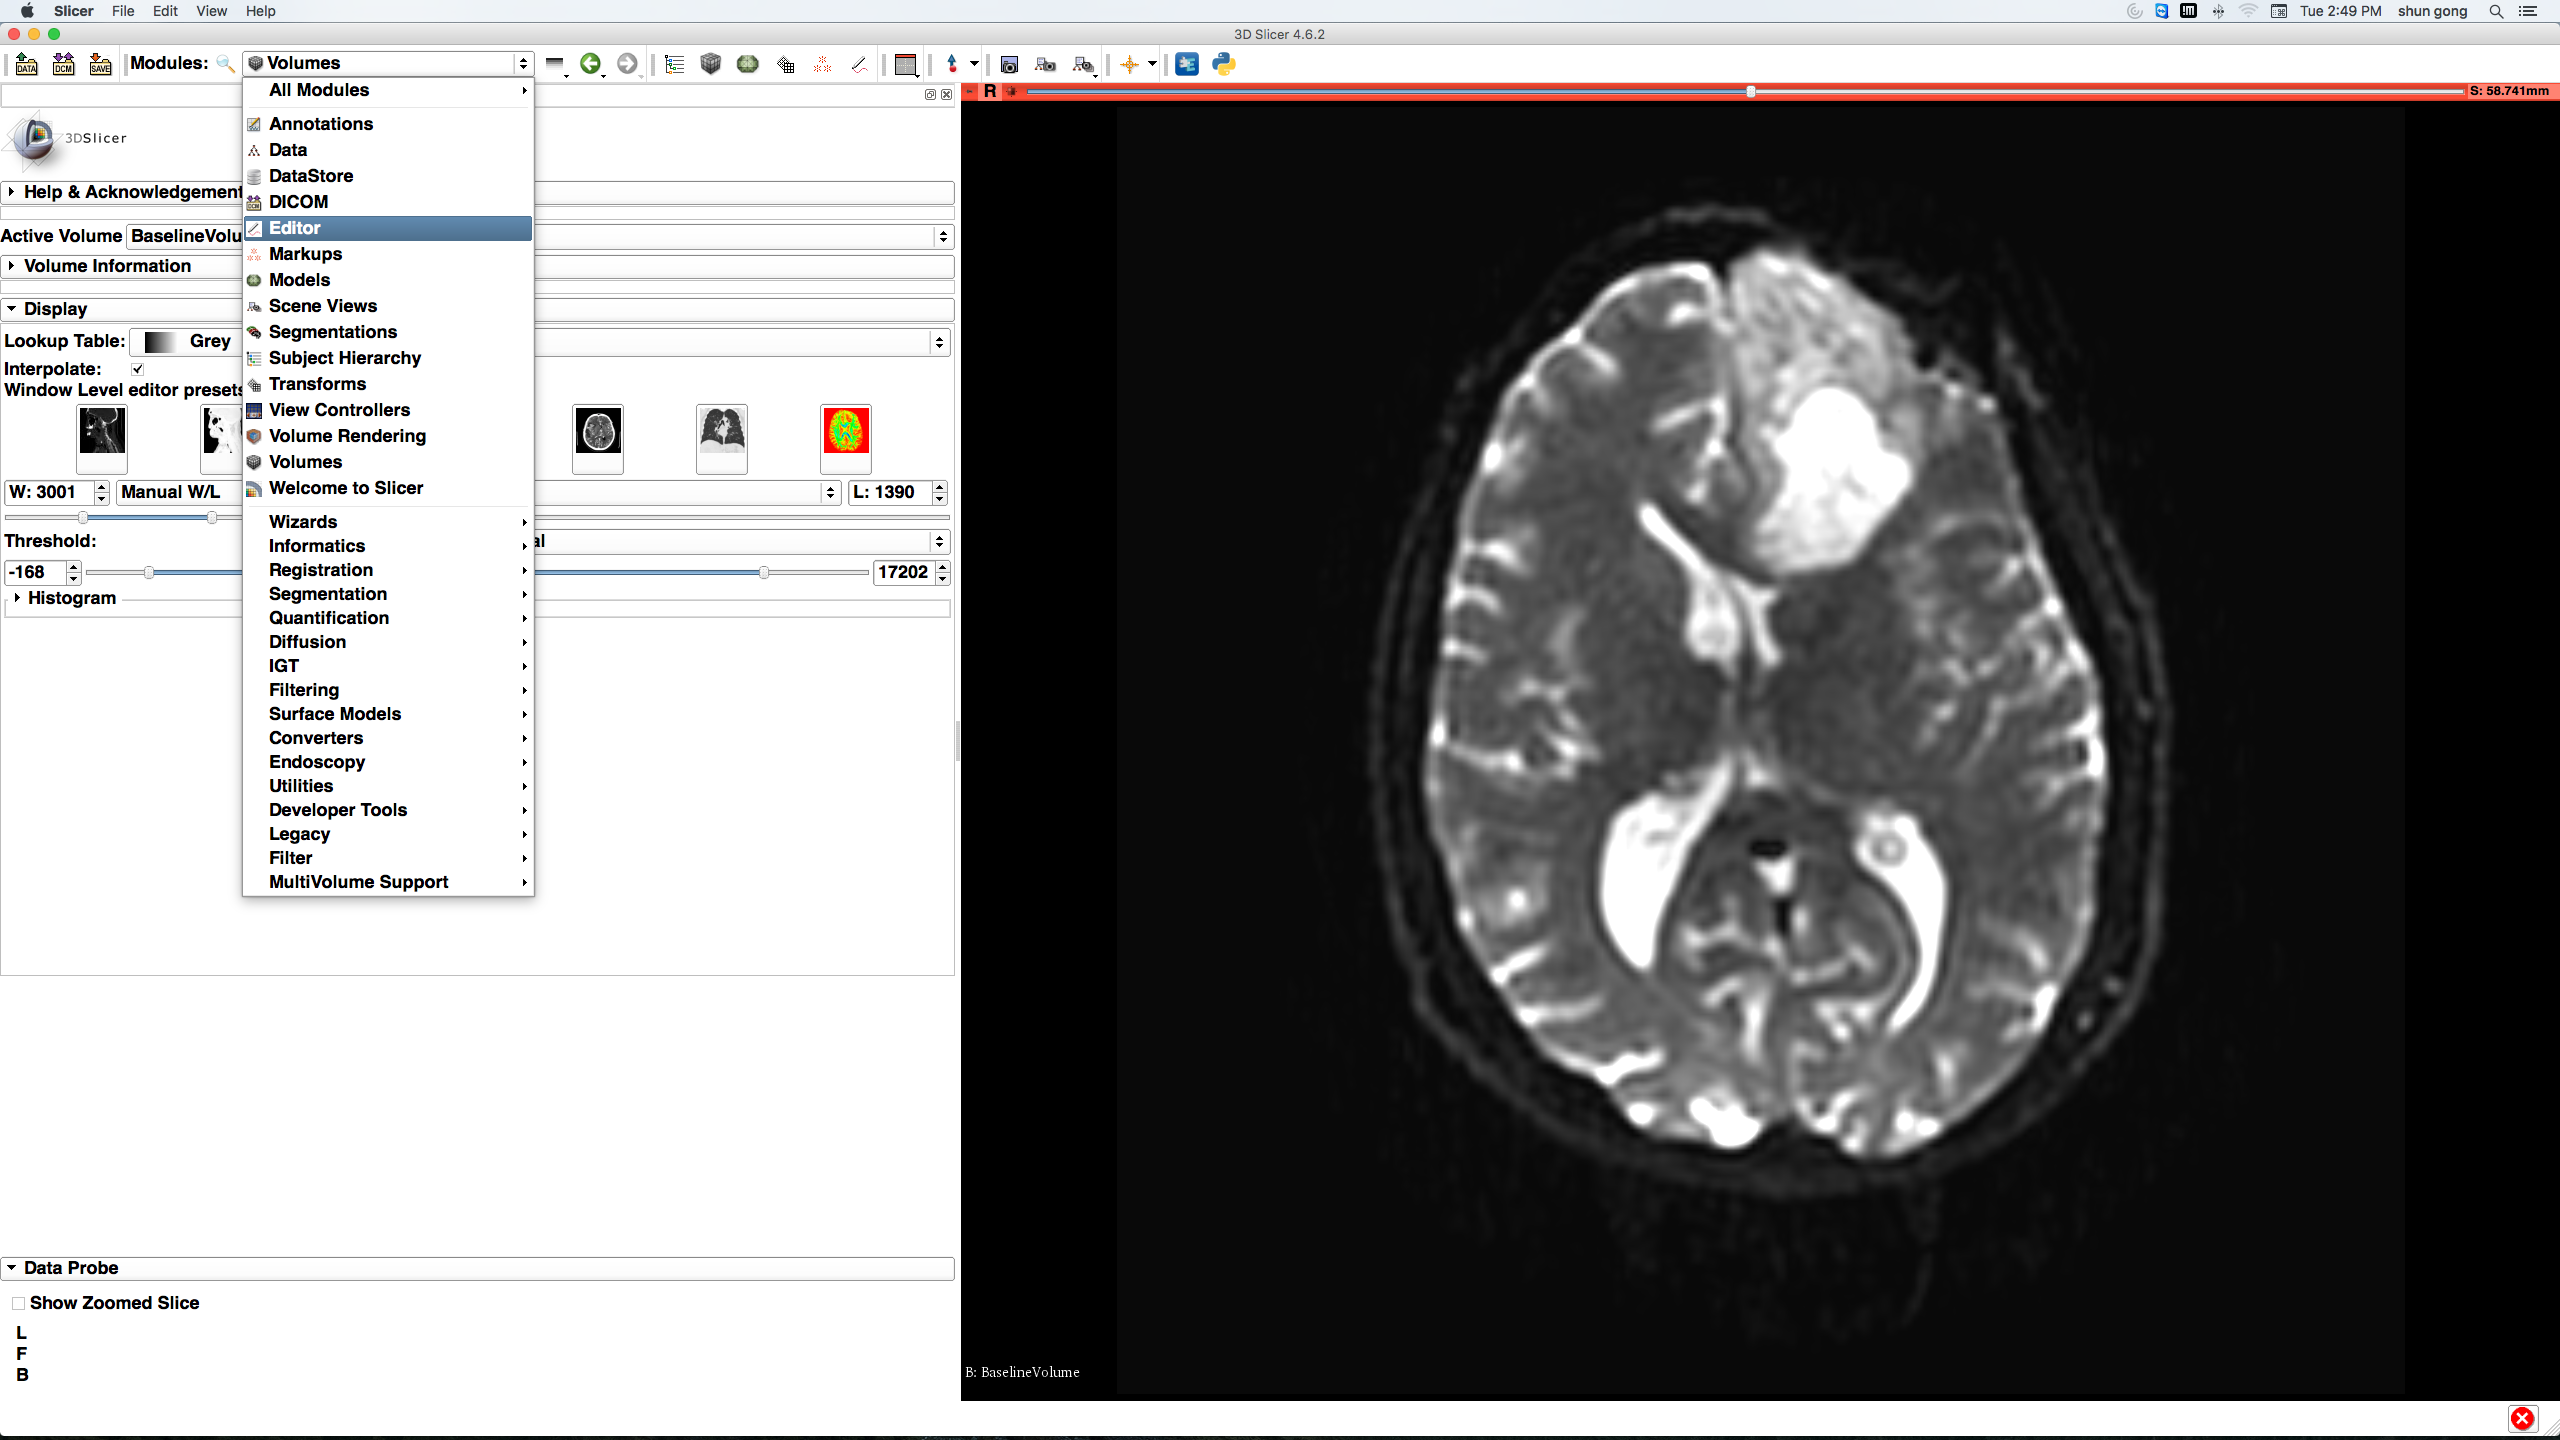 Slicer File Edit View Help
Tue 2:49 PM shun gong
3D Slicer 4.6.2
DATA DCM SAVE Modules: Volumes
R S: 58.741mm
All Modules
Annotations
3DSlicer
Data
DataStore
Help & Acknowledgement
DICOM
Editor
Active Volume BaselineVolu
Markups
Volume Information
Models
Display
Scene Views
Segmentations
Lookup Table: Grey
Subject Hierarchy
Interpolate:
Transforms
Window Level editor presets
View Controllers
Volume Rendering
Volumes
Welcome to Slicer
W: 3001 Manual W/L L: 1390
Wizards
Threshold: al
Informatics
-168 17202
Registration
Histogram
Segmentation
Quantification
Diffusion
IGT
Filtering
Surface Models
Converters
Endoscopy
Utilities
Developer Tools
Legacy
Filter
MultiVolume Support
Data Probe
Show Zoomed Slice
L
F
B
B: BaselineVolume